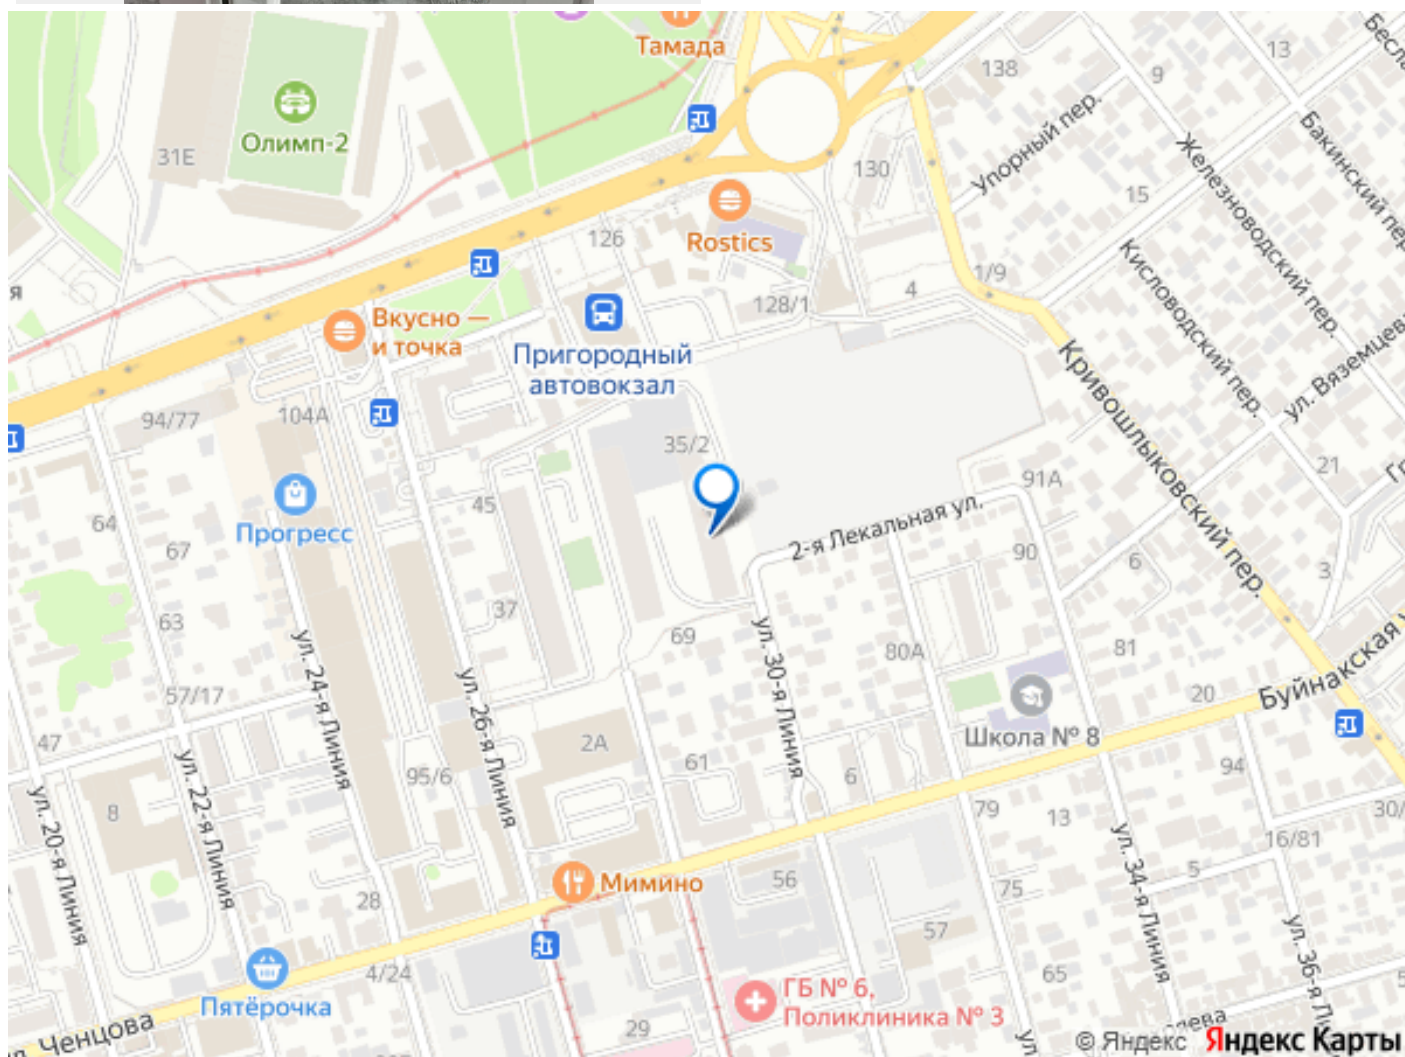 Тамада
13
Бесла
138
9
Упорный пер.
Бакинский пер.
Олимп-2
31Е
130
Железноводский пер.
15
Rostics
126
Кисловодский пер.
я
1/9
4
128/1
Вкусно —
и точка
Пригородный
автовокзал
ул. Вяземцева
Кривошлыковский пер.
94/77
104А
35/2
21
91А
Прогресс
45
64
67
2-я Лекальная ул.
90
6
3
37
63
69
ул. 30-я Линия
80А
81
ул. 24-я Линия
ул. 26-я Линия
57/17
20
Буйнакская
Школа № 8
47
2А
61
6
94
95/6
79
13
30/
8
ул. 22-я Линия
ул. 20-я Линия
16/81
ул. 34-я Линия
5
Мимино
56
75
28
57
ул. 36-я Л
4/24
65
Пятёрочка
ГБ № 6,
Поликлиника № 3
29
ул
Ченцова
© Яндекс Яндекс Карты